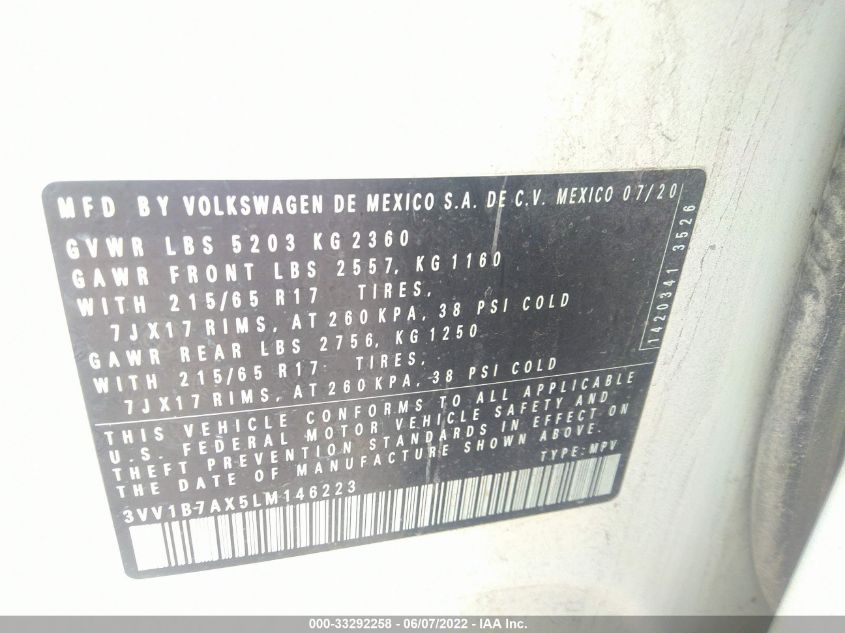 MFD BY VOLKSWAGEN DE MEXICO S.A. DE C.V. MEXICO 07/20
GVWR LBS 5203 KG 2360
GAWR FRONT LBS 2557, KG 1160
WITH 215/65 R17 TIRES,
7JX17 RIMS, AT 260 KPA, 38 PSI COLD
GAWR REAR LBS 2756, KG 1250
WITH 215/65 R17 TIRES,
7JX17 RIMS, AT 260 KPA, 38 PSI COLD
THIS VEHICLE CONFORMS TO ALL APPLICABLE
U.S. FEDERAL MOTOR VEHICLE SAFETY AND
THEFT PREVENTION STANDARDS IN EFFECT ON
THE DATE OF MANUFACTURE SHOWN ABOVE.
TYPE: MPV
3VV1B7AX5LM146223
1420341 3526
000-33292258 - 06/07/2022 - © IAA Inc.